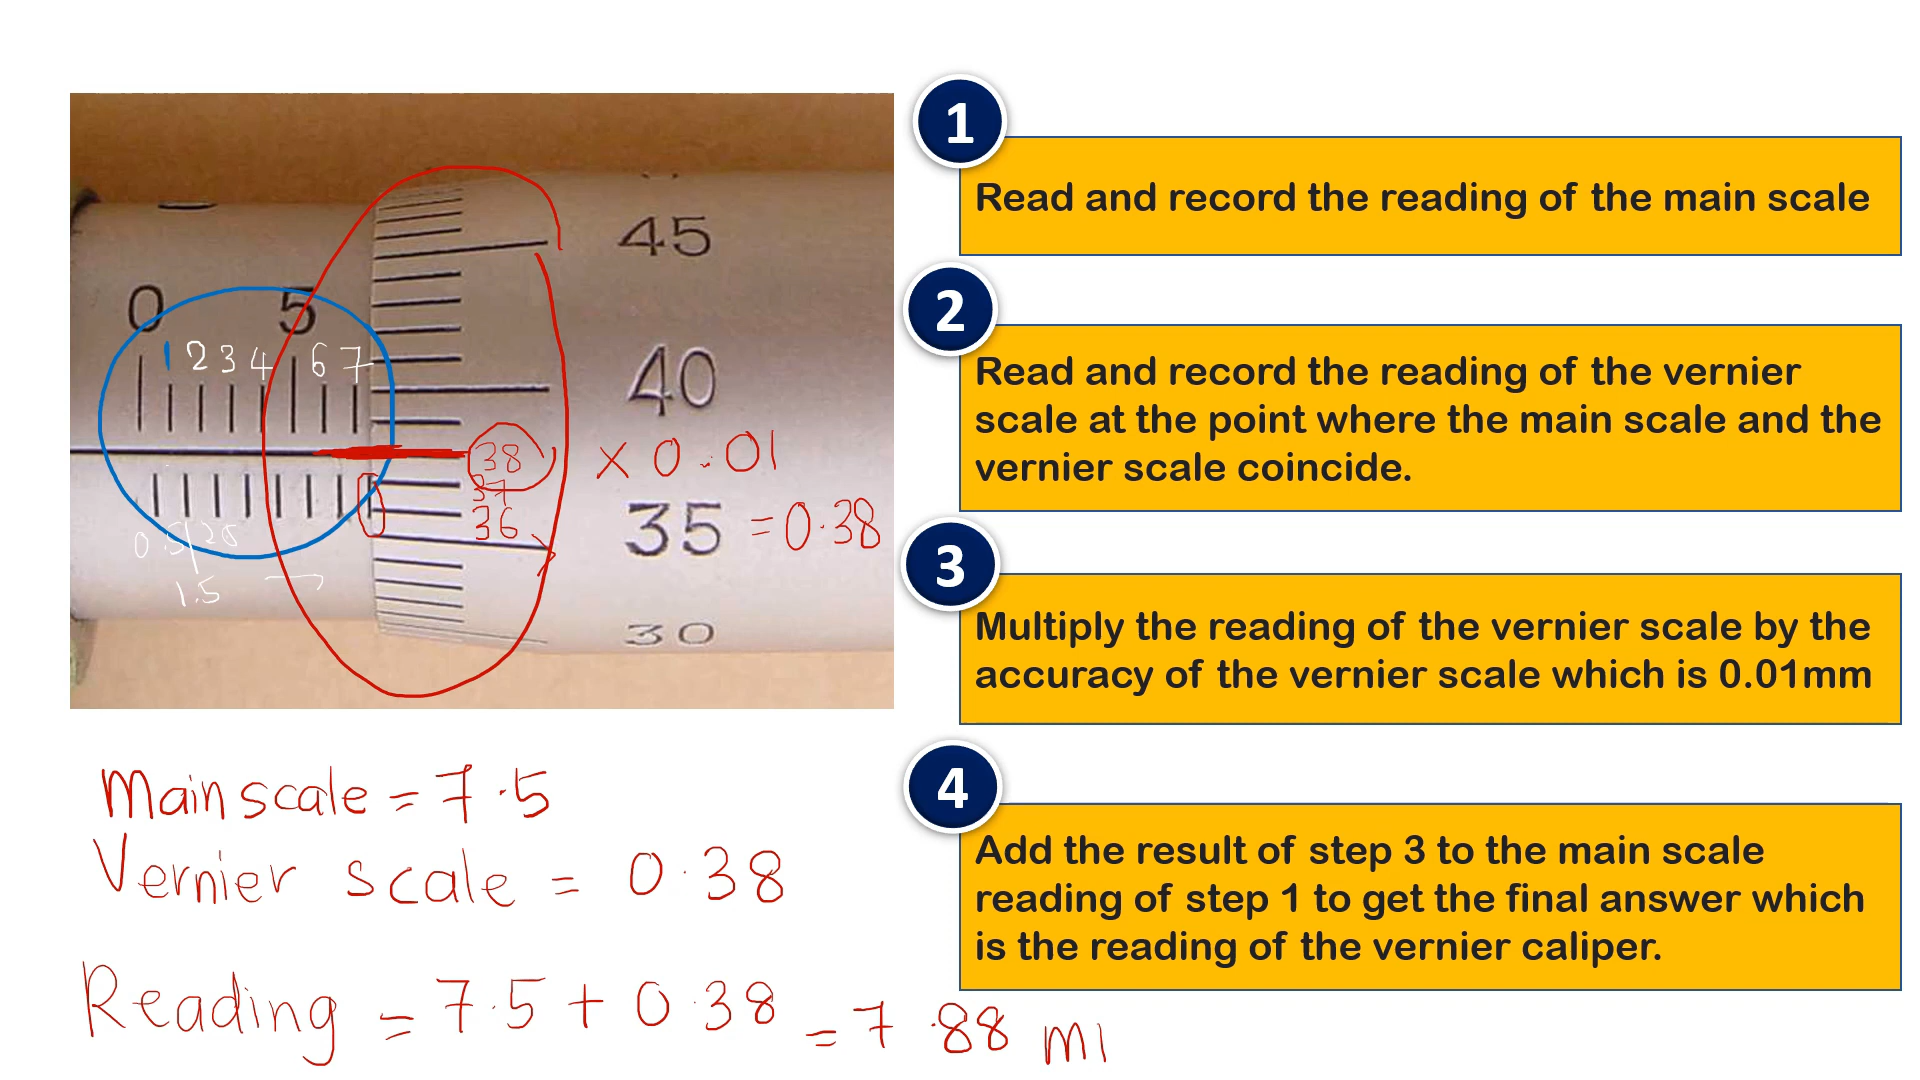 1
Read and record the reading of the main scale
2
Read and record the reading of the vernier
scale at the point where the main scale and the
vernier scale coincide.
3
Multiply the reading of the vernier scale by the
accuracy of the vernier scale which is 0.01mm
4
Add the result of step 3 to the main scale
reading of step 1 to get the final answer which
is the reading of the vernier caliper.
45
0 5
1 2 3 4 6 7
40
38 × 0.01
37
36
35 = 0.38
0.5
1.5
30
Main scale = 7.5
Vernier scale = 0.38
Reading = 7.5 + 0.38 = 7.88